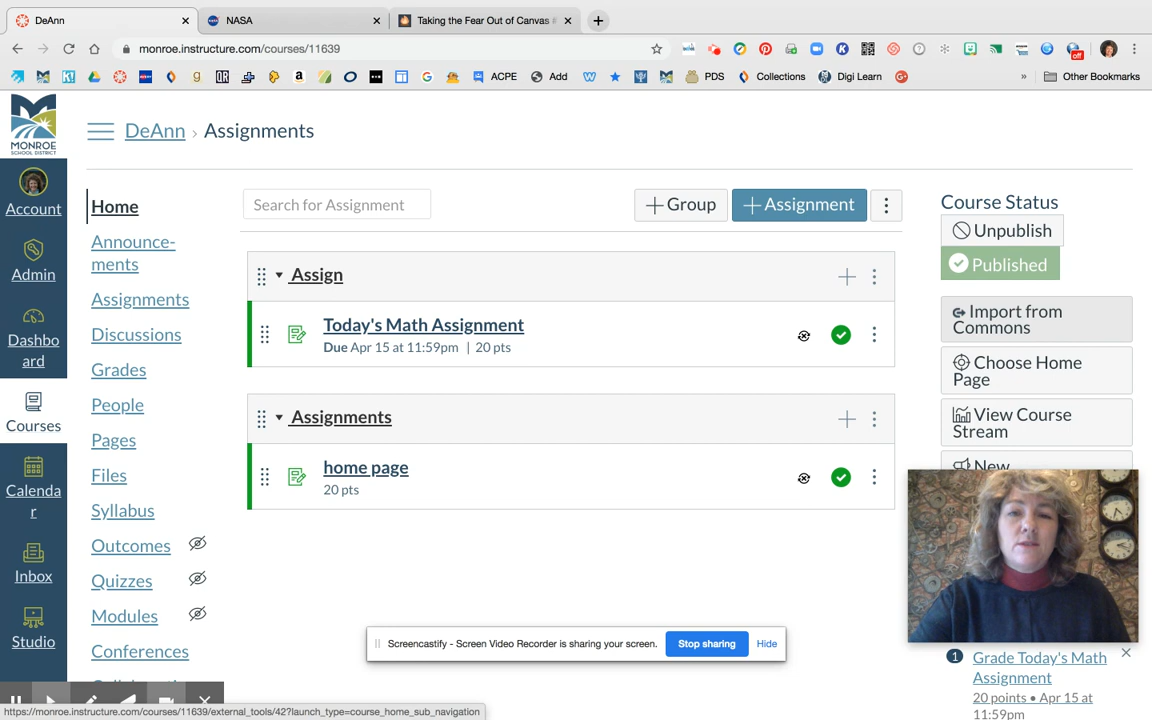 DeAnn
NASA
Taking the Fear Out of Canvas
monroe.instructure.com/courses/11639
off
ACPE
Add
PDS
Collections
Digi Learn
»
Other Bookmarks
MONROE
SCHOOL DISTRICT
DeAnn › Assignments
Account
Admin
Dashbo
ard
Courses
Calenda
r
Inbox
Studio
Home
Announce-
ments
Assignments
Discussions
Grades
People
Pages
Files
Syllabus
Outcomes
Quizzes
Modules
Conferences
Search for Assignment
+Group
+Assignment
Assign
Today's Math Assignment
Due Apr 15 at 11:59pm | 20 pts
Assignments
home page
20 pts
Course Status
Unpublish
Published
Import from
Commons
Choose Home
Page
View Course
Stream
New
Screencastify - Screen Video Recorder is sharing your screen.
Stop sharing
Hide
1
Grade Today's Math
Assignment
20 points • Apr 15 at
11:59pm
https://monroe.instructure.com/courses/11639/external_tools/42?launch_type=course_home_sub_navigation